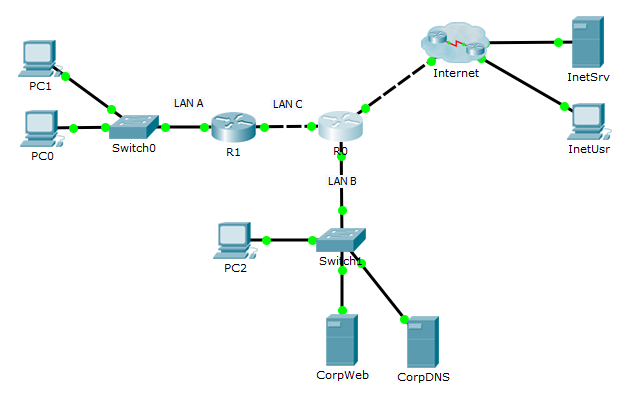 Internet
InetSrv
PC1
LAN A
LAN C
PC0
Switch0
R1
R0
InetUsr
LAN B
PC2
Switch1
CorpWeb
CorpDNS